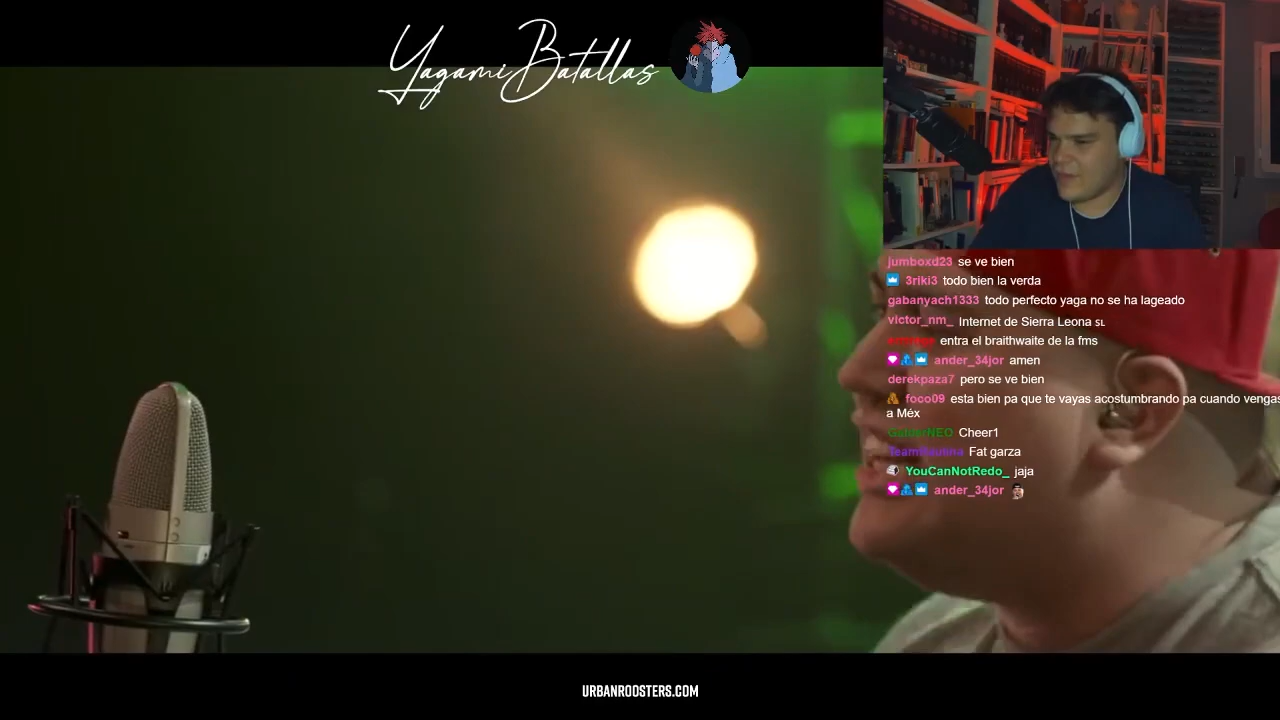 YagamiBatallas
jumboxd23 se ve bien
3riki3 todo bien la verda
gabanyach1333 todo perfecto yaga no se ha lageado
victor_nm_ Internet de Sierra Leona SL
entra el braithwaite de la fms
ander_34jor amen
derekpaza7 pero se ve bien
foco09 esta bien pa que te vayas acostumbrando pa cuando vengas
a Méx
Cheer1
Fat garza
YouCanNotRedo_ jaja
ander_34jor
URBANROOSTERS.COM